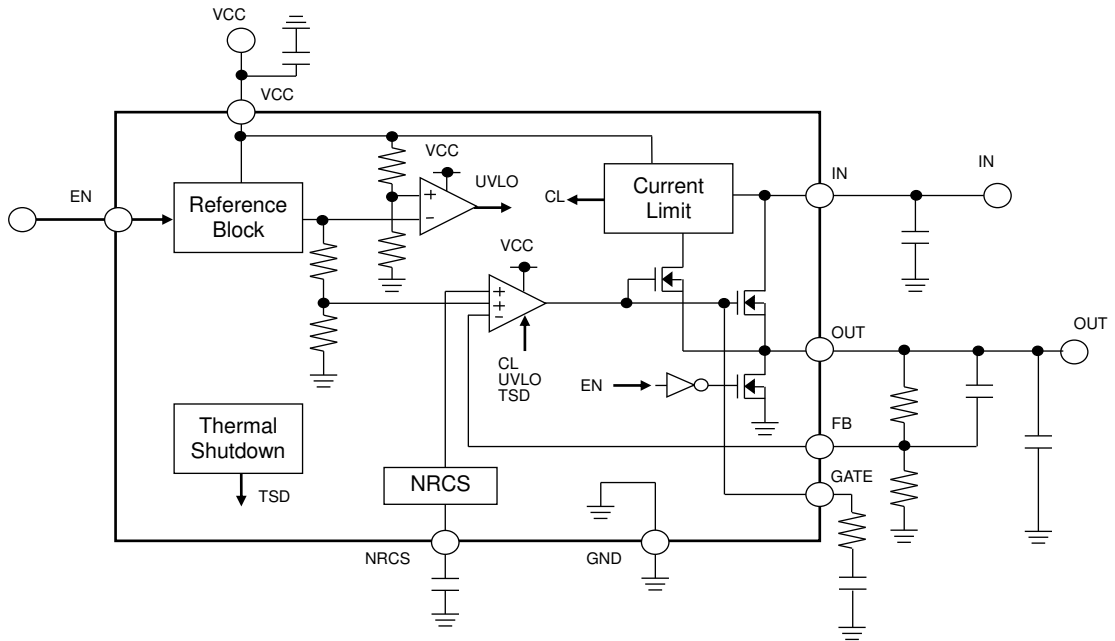 VCC
VCC
EN
Reference
Block
VCC
UVLO
+
−
CL
Current
Limit
IN
IN
VCC
+
+
−
CL
UVLO
TSD
EN
OUT
OUT
FB
GATE
Thermal
Shutdown
TSD
NRCS
NRCS
GND